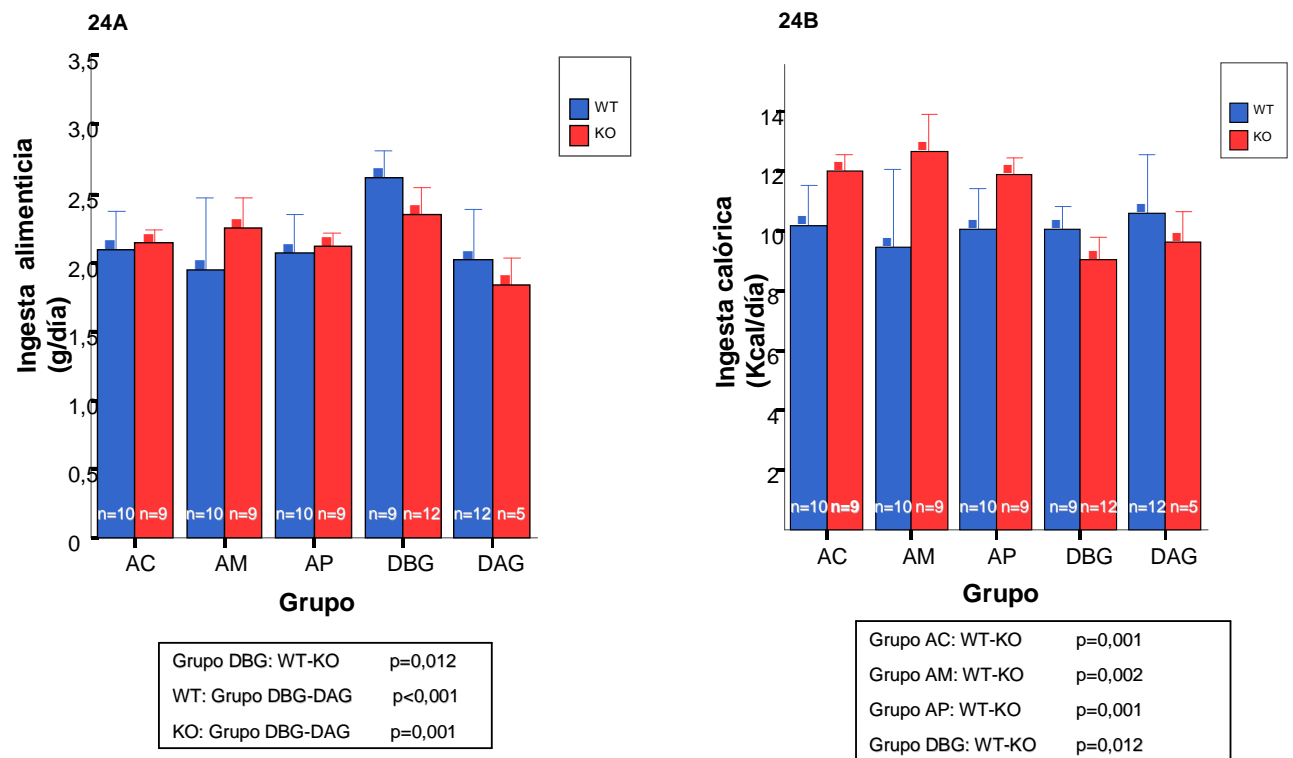 24A
3,5
3,0
2,5
2,0
1,5
1,0
0,5
0
Ingesta alimenticia
(g/día)
WT
KO
n=10 n=9 n=10 n=9 n=10 n=9 n=9 n=12 n=12 n=5
AC AM AP DBG DAG
Grupo
Grupo DBG: WT-KO p=0,012
WT: Grupo DBG-DAG p<0,001
KO: Grupo DBG-DAG p=0,001
24B
14
12
10
8
6
4
2
Ingesta calórica
(Kcal/día)
WT
KO
n=10 n=9 n=10 n=9 n=10 n=9 n=9 n=12 n=12 n=5
AC AM AP DBG DAG
Grupo
Grupo AC: WT-KO p=0,001
Grupo AM: WT-KO p=0,002
Grupo AP: WT-KO p=0,001
Grupo DBG: WT-KO p=0,012